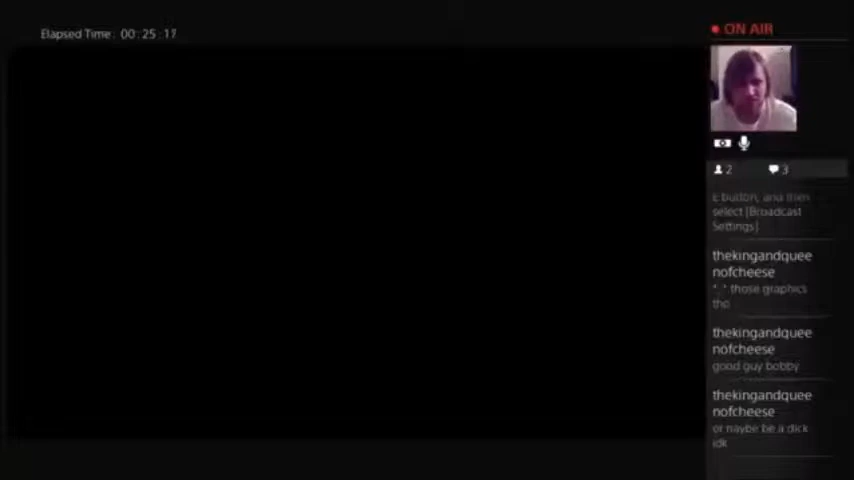 Elapsed Time: 00:25:17
ON AIR
2 3
E button, and then
select [Broadcast
Settings]
thekingandquee
nofcheese
'_' those graphics
tho
thekingandquee
nofcheese
good guy bobby
thekingandquee
nofcheese
or naybe be a dick
idk